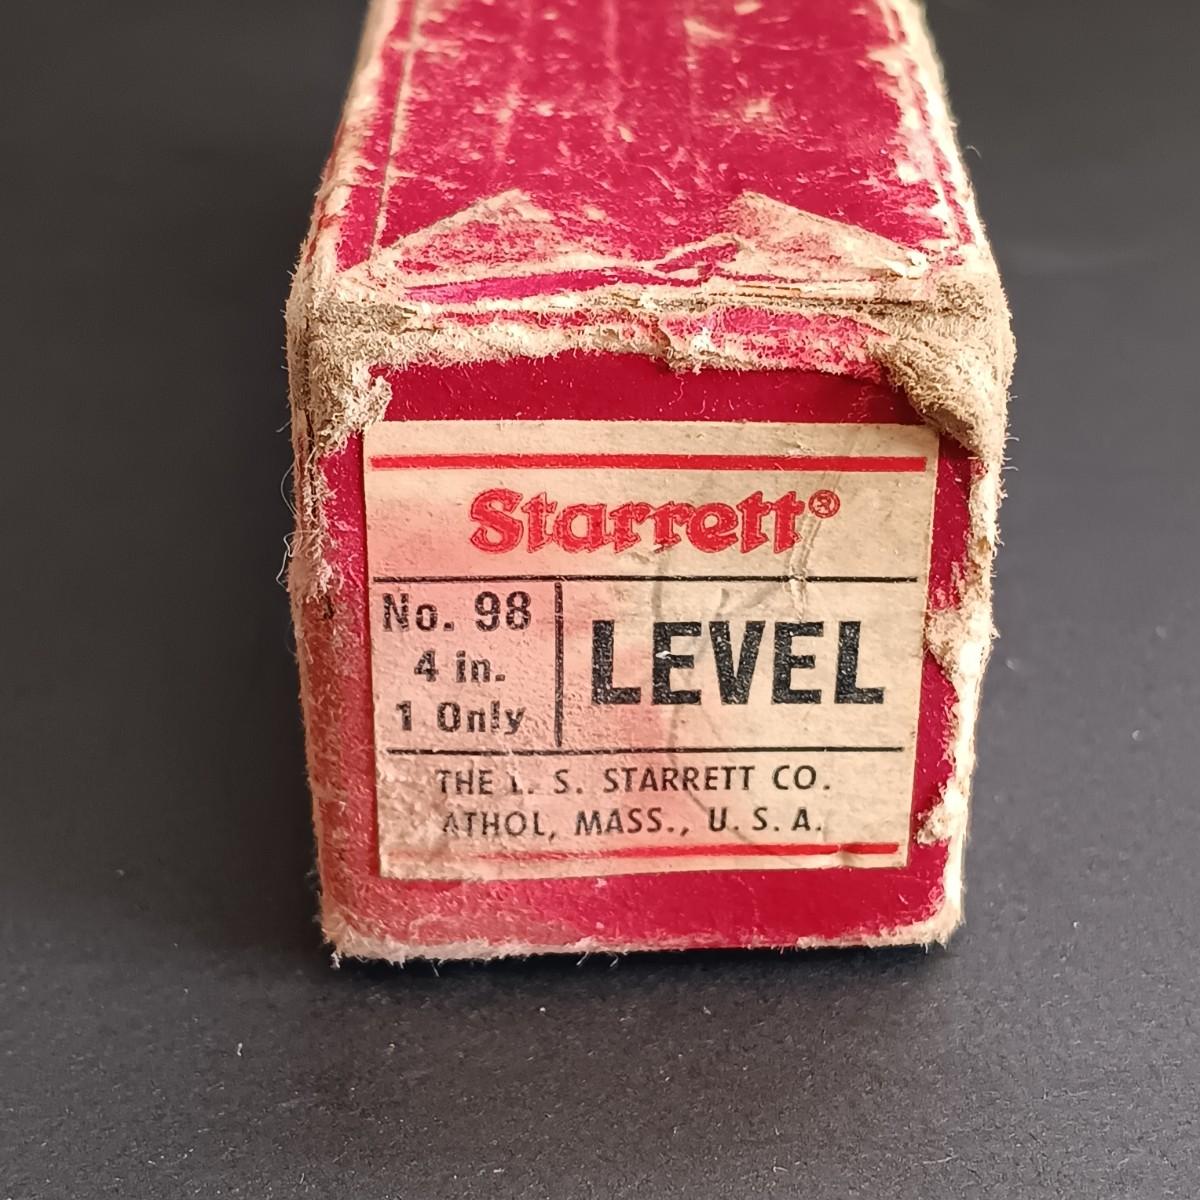 Starrett®
No. 98
4 in.
1 Only
LEVEL
THE L. S. STARRETT CO.
ATHOL, MASS., U.S.A.